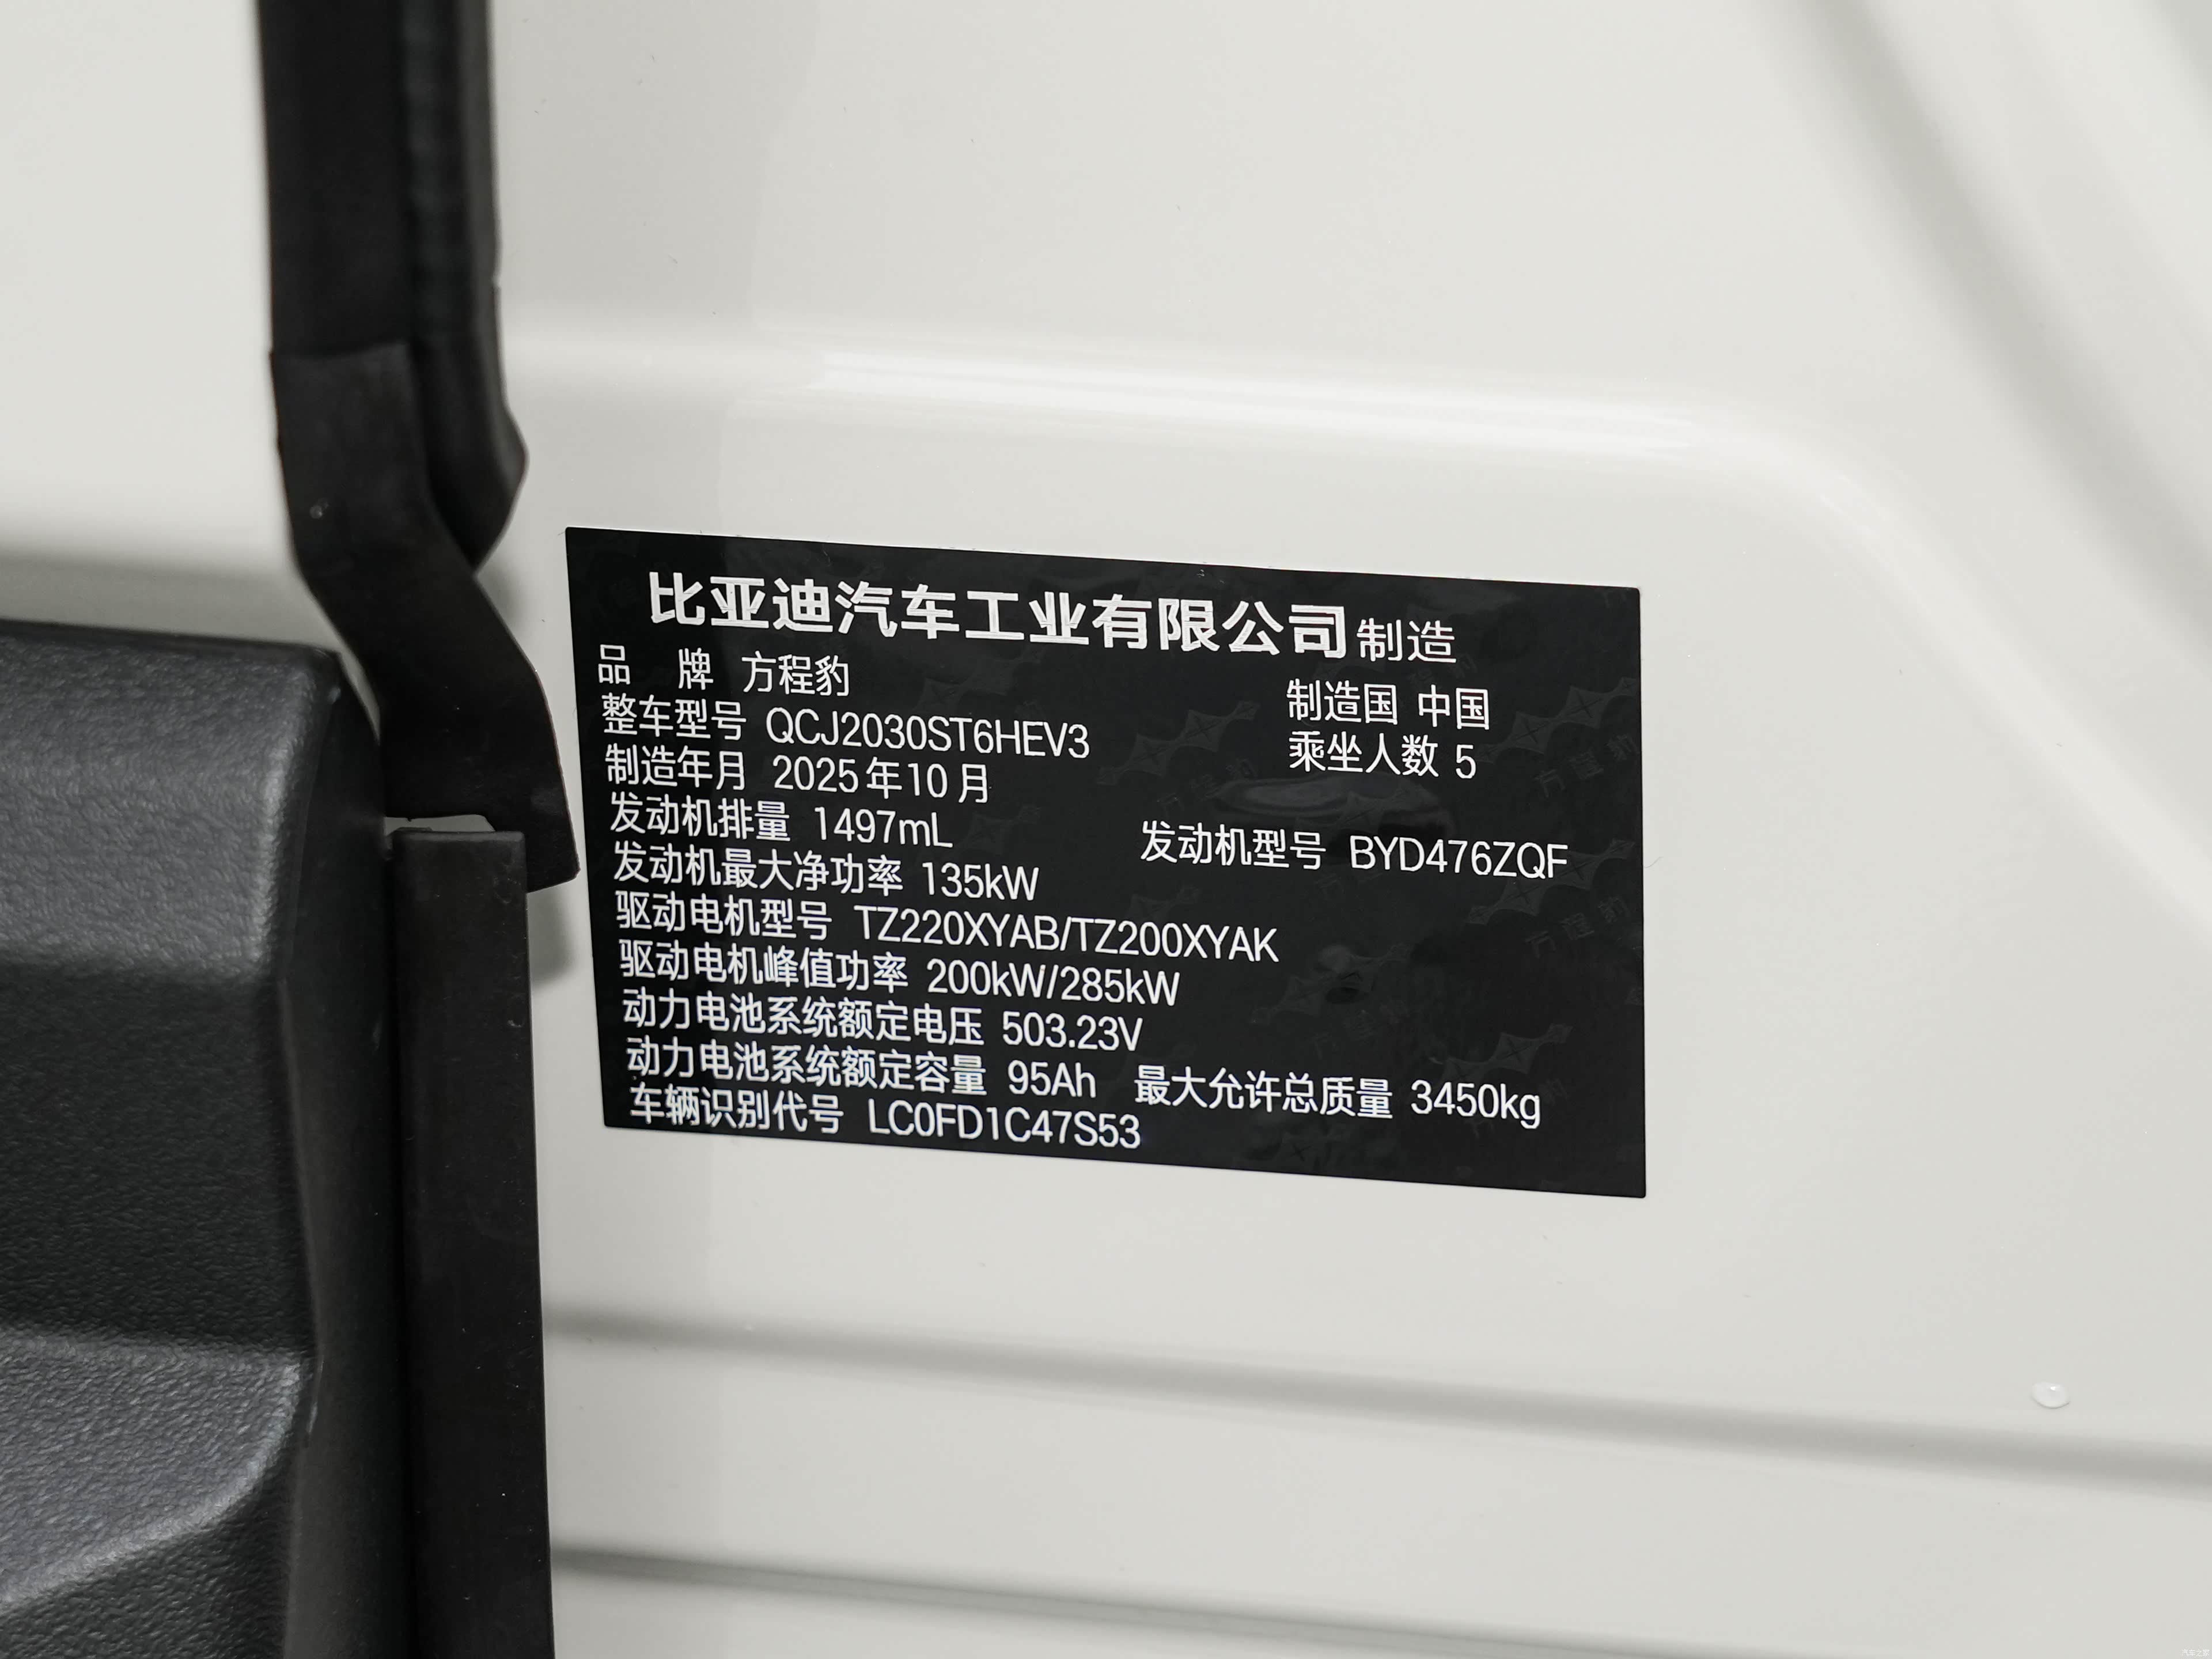 比亚迪汽车工业有限公司制造
品 牌 方程豹 制造国 中国
整车型号 QCJ2030ST6HEV3 乘坐人数 5
制造年月 2025年10月
发动机排量 1497mL 发动机型号 BYD476ZQF
发动机最大净功率 135kW
驱动电机型号 TZ220XYAB/TZ200XYAK
驱动电机峰值功率 200kW/285kW
动力电池系统额定电压 503.23V
动力电池系统额定容量 95Ah 最大允许总质量 3450kg
车辆识别代号 LC0FD1C47S53
汽车之家